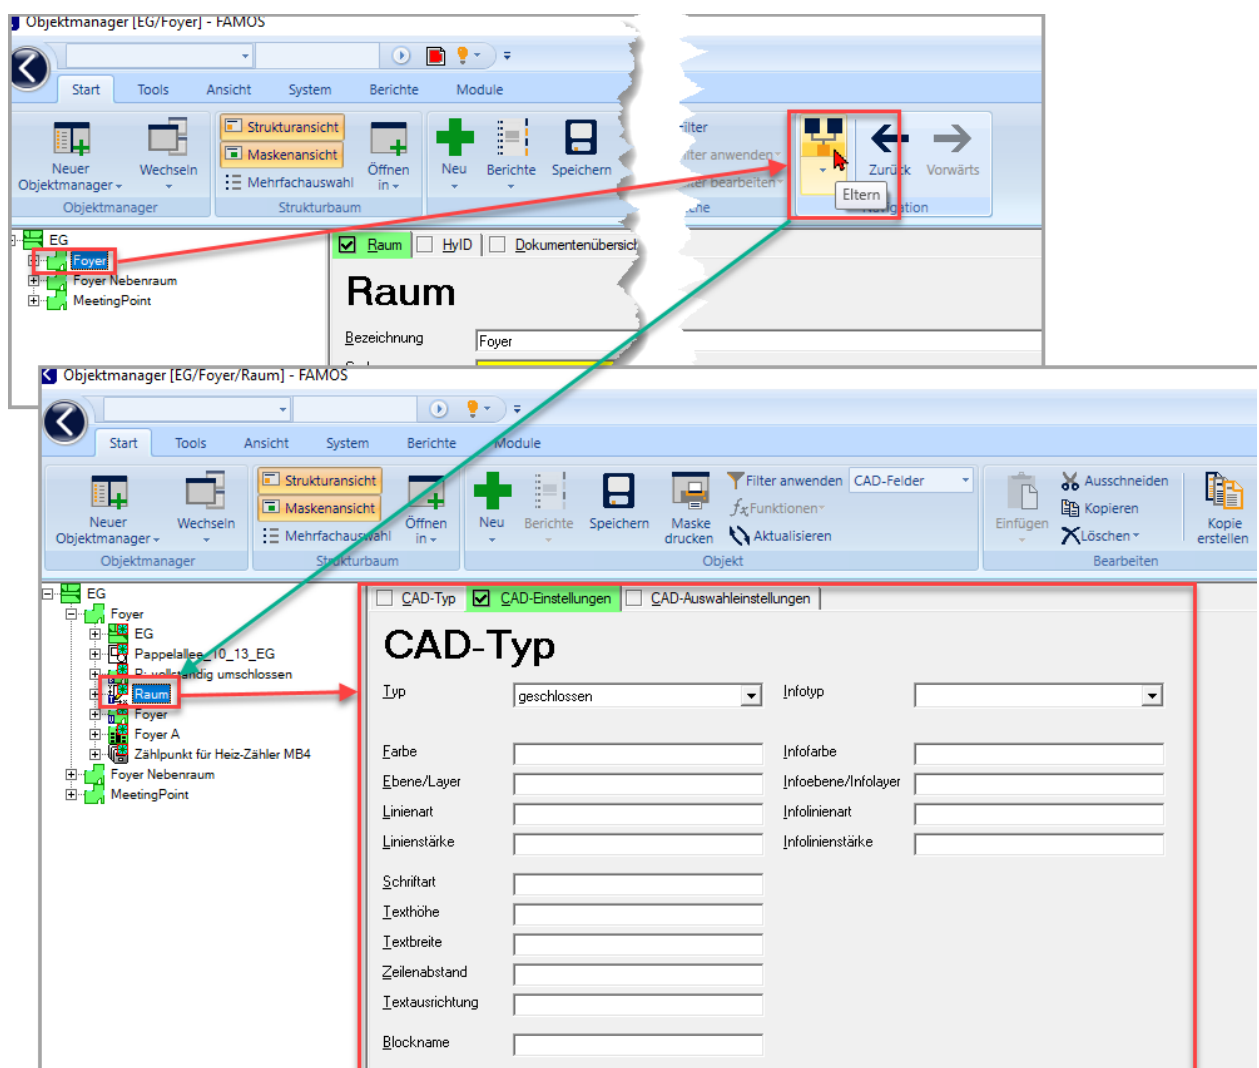 Objektmanager [EG/Foyer] - FAMOS
Start Tools Ansicht System Berichte Module
Strukturansicht
Maskenansicht
Mehrfachauswahl
Neuer
Objektmanager
Wechseln
Öffnen
in
Neu
Berichte
Speichern
filter anwenden
filter bearbeiten
Zurück
Vorwärts
Eltern
Objektmanager
Strukturbaum
Navigation
EG
Foyer
Foyer Nebenraum
MeetingPoint
Raum HyID Dokumentenübersich
Raum
Bezeichnung Foyer
Objektmanager [EG/Foyer/Raum] - FAMOS
Start Tools Ansicht System Berichte Module
Neuer
Objektmanager
Wechseln
Strukturansicht
Maskenansicht
Mehrfachauswahl
Öffnen
in
Neu
Berichte
Speichern
Maske
drucken
Filter anwenden CAD-Felder
fxFunktionen
Aktualisieren
Einfügen
Ausschneiden
Kopieren
Löschen
Kopie
erstellen
Objektmanager
Strukturbaum
Objekt
Bearbeiten
EG
Foyer
EG
Pappelallee_10_13_EG
R: vollständig umschlossen
Raum
Foyer
Foyer A
Zählpunkt für Heiz-Zähler MB4
Foyer Nebenraum
MeetingPoint
CAD-Typ CAD-Einstellungen CAD-Auswahleinstellungen
CAD-Typ
Typ geschlossen Infotyp
Farbe Infofarbe
Ebene/Layer Infoebene/Infolayer
Linienart Infolinienart
Linienstärke Infolinienstärke
Schriftart
Texthöhe
Textbreite
Zeilenabstand
Textausrichtung
Blockname